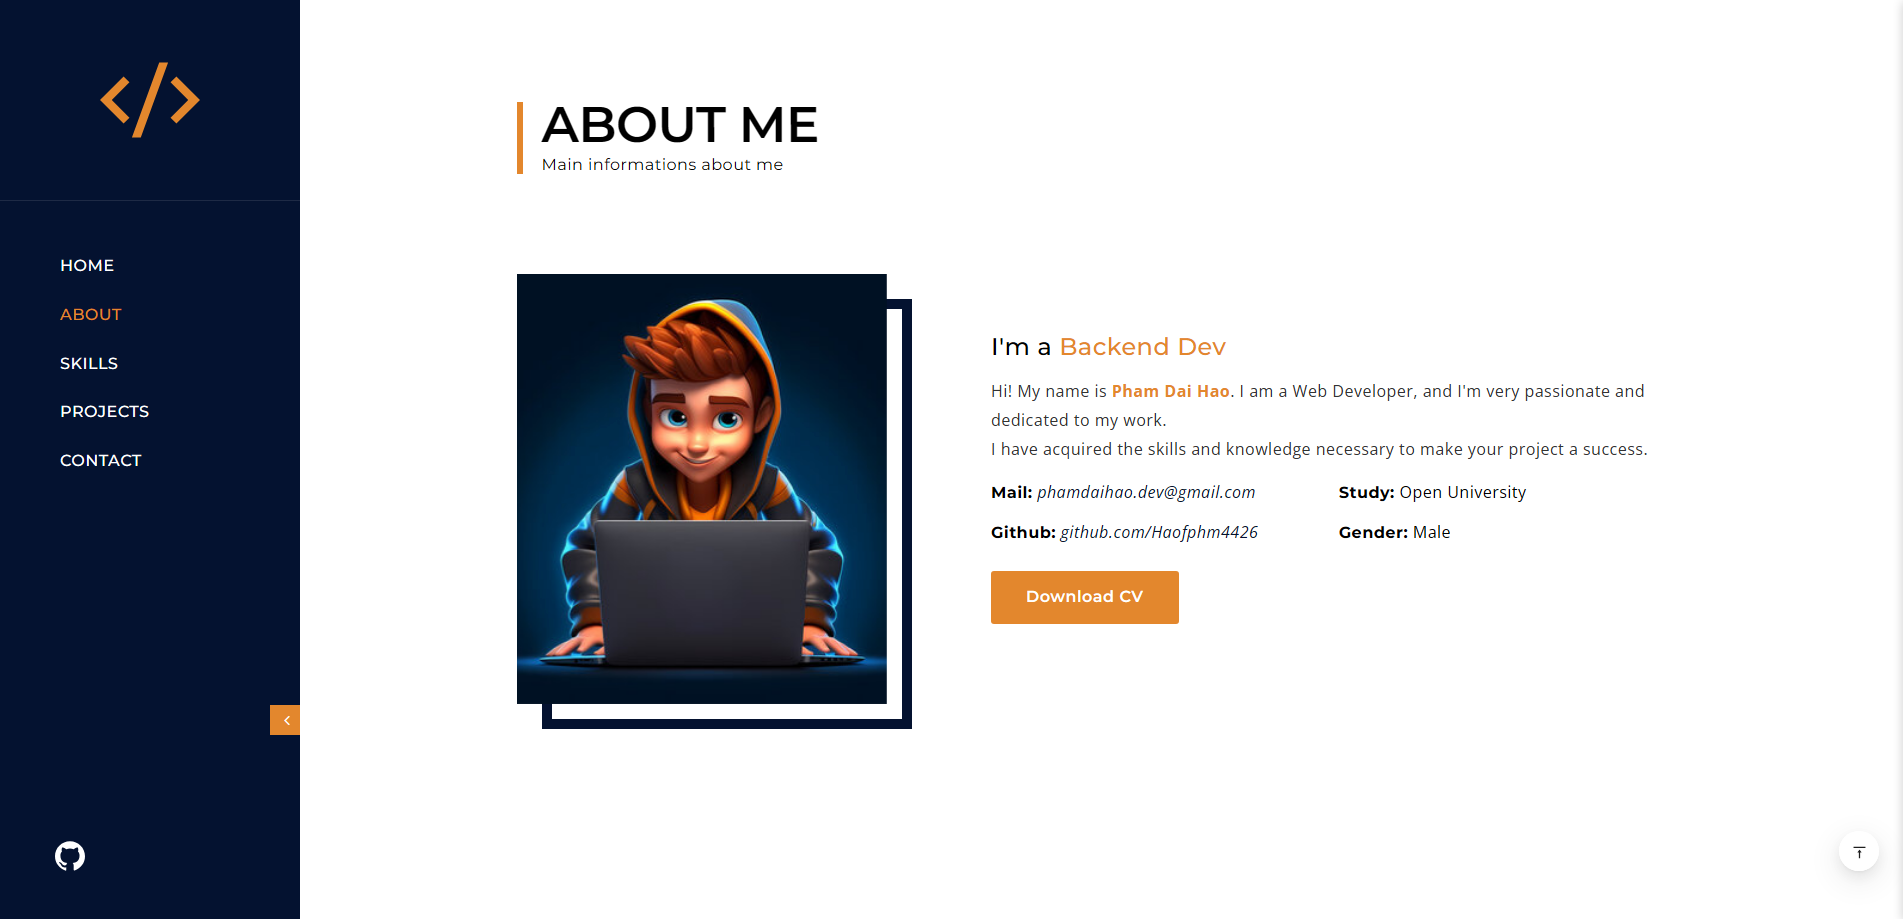 </>
HOME
ABOUT
SKILLS
PROJECTS
CONTACT
ABOUT ME
Main informations about me
I'm a Backend Dev
Hi! My name is Pham Dai Hao. I am a Web Developer, and I'm very passionate and
dedicated to my work.
I have acquired the skills and knowledge necessary to make your project a success.
Mail: phamdaihao.dev@gmail.com
Study: Open University
Github: github.com/Haofphm4426
Gender: Male
Download CV